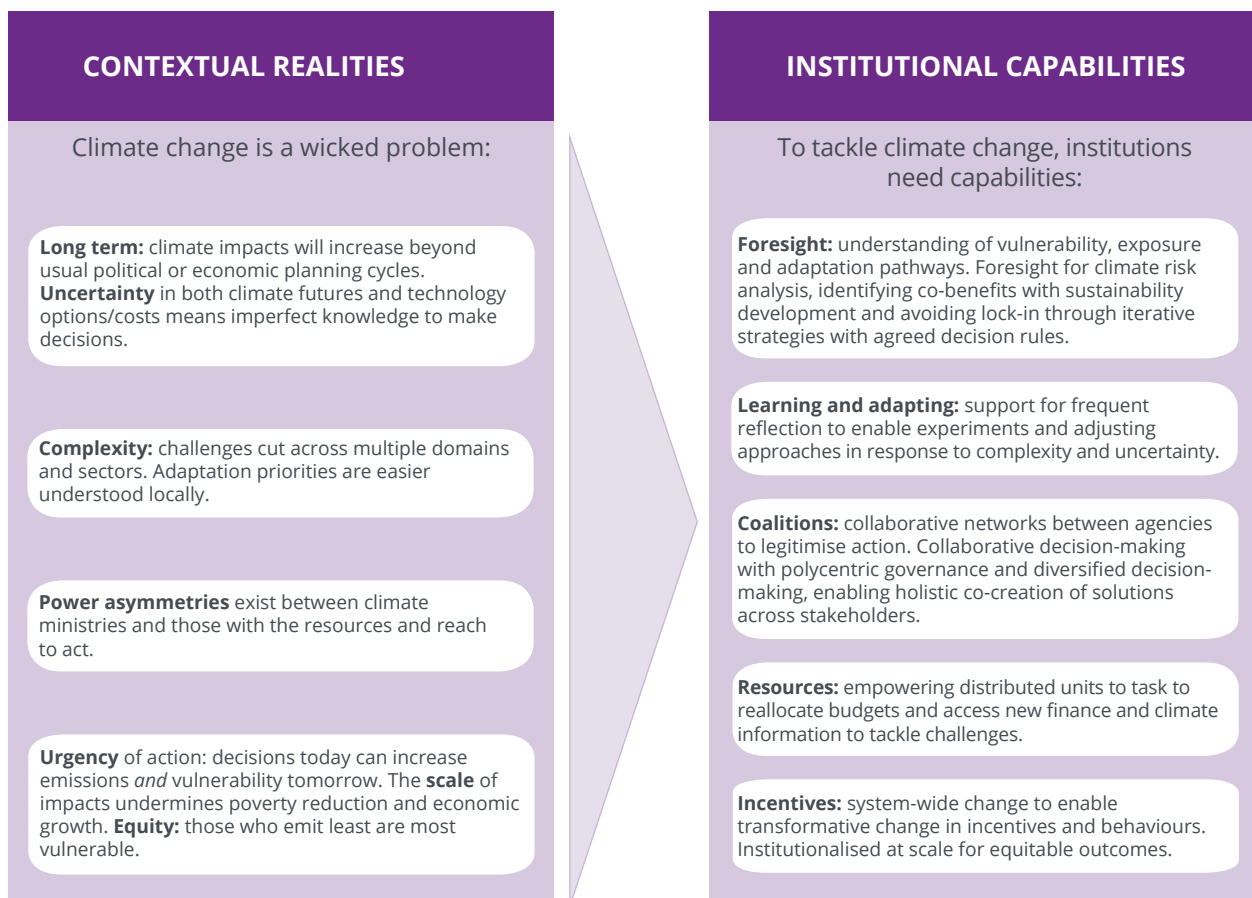 CONTEXTUAL REALITIES
Climate change is a wicked problem:
Long term: climate impacts will increase beyond
usual political or economic planning cycles.
Uncertainty in both climate futures and technology
options/costs means imperfect knowledge to make
decisions.
Complexity: challenges cut across multiple domains
and sectors. Adaptation priorities are easier
understood locally.
Power asymmetries exist between climate
ministries and those with the resources and reach
to act.
Urgency of action: decisions today can increase
emissions and vulnerability tomorrow. The scale of
impacts undermines poverty reduction and economic
growth. Equity: those who emit least are most
vulnerable.
INSTITUTIONAL CAPABILITIES
To tackle climate change, institutions
need capabilities:
Foresight: understanding of vulnerability, exposure
and adaptation pathways. Foresight for climate risk
analysis, identifying co-benefits with sustainability
development and avoiding lock-in through iterative
strategies with agreed decision rules.
Learning and adapting: support for frequent
reflection to enable experiments and adjusting
approaches in response to complexity and uncertainty.
Coalitions: collaborative networks between agencies
to legitimise action. Collaborative decision-making
with polycentric governance and diversified decision-
making, enabling holistic co-creation of solutions
across stakeholders.
Resources: empowering distributed units to task to
reallocate budgets and access new finance and climate
information to tackle challenges.
Incentives: system-wide change to enable
transformative change in incentives and behaviours.
Institutionalised at scale for equitable outcomes.